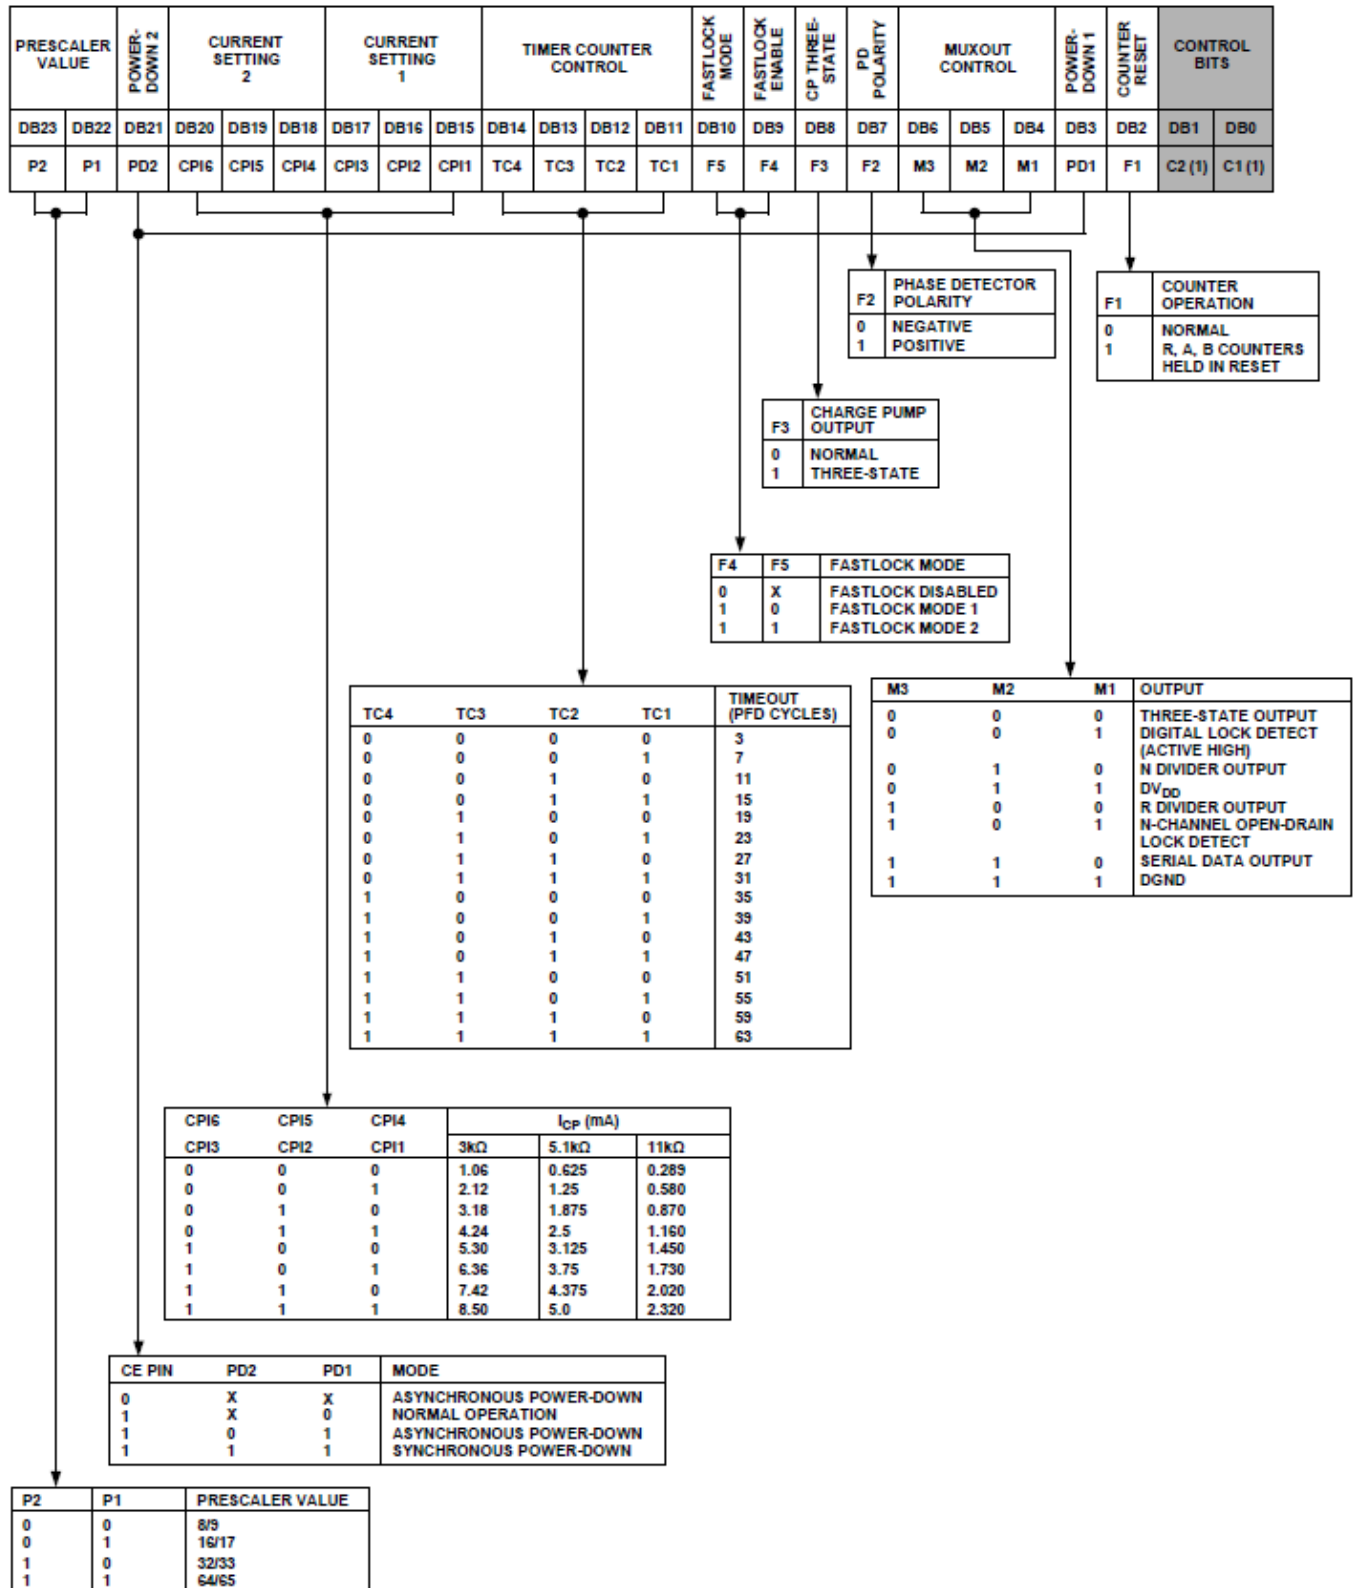 PRESCALER VALUE
POWER-DOWN 2
CURRENT SETTING 2
CURRENT SETTING 1
TIMER COUNTER CONTROL
FASTLOCK MODE
FASTLOCK ENABLE
CP THREE-STATE
PD POLARITY
MUXOUT CONTROL
POWER-DOWN 1
COUNTER RESET
CONTROL BITS
DB23 DB22 DB21 DB20 DB19 DB18 DB17 DB16 DB15 DB14 DB13 DB12 DB11 DB10 DB9 DB8 DB7 DB6 DB5 DB4 DB3 DB2 DB1 DB0
P2 P1 PD2 CPI6 CPI5 CPI4 CPI3 CPI2 CPI1 TC4 TC3 TC2 TC1 F5 F4 F3 F2 M3 M2 M1 PD1 F1 C2 (1) C1 (1)
F2 PHASE DETECTOR POLARITY
0 NEGATIVE
1 POSITIVE
F1 COUNTER OPERATION
0 NORMAL
1 R, A, B COUNTERS
HELD IN RESET
F3 CHARGE PUMP OUTPUT
0 NORMAL
1 THREE-STATE
F4 F5 FASTLOCK MODE
0 X FASTLOCK DISABLED
1 0 FASTLOCK MODE 1
1 1 FASTLOCK MODE 2
TC4 TC3 TC2 TC1 TIMEOUT (PFD CYCLES)
0 0 0 0 3
0 0 0 1 7
0 0 1 0 11
0 0 1 1 15
0 1 0 0 19
0 1 0 1 23
0 1 1 0 27
0 1 1 1 31
1 0 0 0 35
1 0 0 1 39
1 0 1 0 43
1 0 1 1 47
1 1 0 0 51
1 1 0 1 55
1 1 1 0 59
1 1 1 1 63
M3 M2 M1 OUTPUT
0 0 0 THREE-STATE OUTPUT
0 0 1 DIGITAL LOCK DETECT
(ACTIVE HIGH)
0 1 0 N DIVIDER OUTPUT
0 1 1 DVDD
1 0 0 R DIVIDER OUTPUT
1 0 1 N-CHANNEL OPEN-DRAIN
LOCK DETECT
1 1 0 SERIAL DATA OUTPUT
1 1 1 DGND
CPI6 CPI5 CPI4 ICP (mA)
CPI3 CPI2 CPI1 3kΩ 5.1kΩ 11kΩ
0 0 0 1.06 0.625 0.289
0 0 1 2.12 1.25 0.580
0 1 0 3.18 1.875 0.870
0 1 1 4.24 2.5 1.160
1 0 0 5.30 3.125 1.450
1 0 1 6.36 3.75 1.730
1 1 0 7.42 4.375 2.020
1 1 1 8.50 5.0 2.320
CE PIN PD2 PD1 MODE
0 X X ASYNCHRONOUS POWER-DOWN
1 X 0 NORMAL OPERATION
1 0 1 ASYNCHRONOUS POWER-DOWN
1 1 1 SYNCHRONOUS POWER-DOWN
P2 P1 PRESCALER VALUE
0 0 8/9
0 1 16/17
1 0 32/33
1 1 64/65